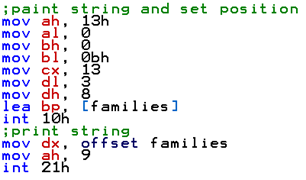 ;paint string and set position
mov ah, 13h
mov al, 0
mov bh, 0
mov bl, 0bh
mov cx, 13
mov dl, 3
mov dh, 8
lea bp, [families]
int 10h
;print string
mov dx, offset families
mov ah, 9
int 21h